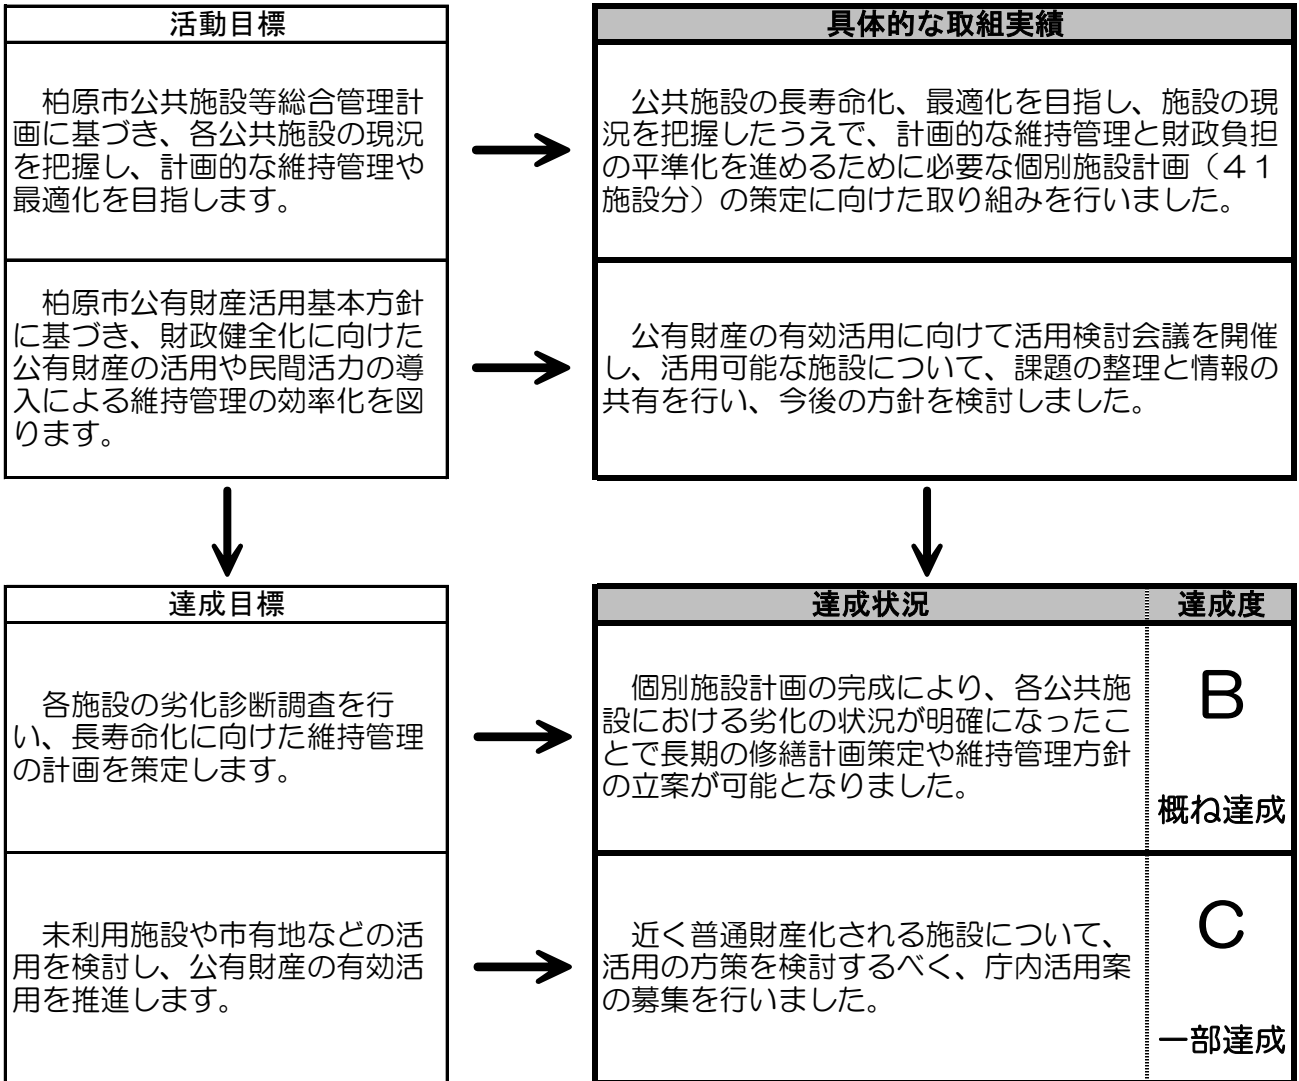 活動目標
柏原市公共施設等総合管理計
画に基づき、各公共施設の現況
を把握し、計画的な維持管理や
最適化を目指します。
柏原市公有財産活用基本方針
に基づき、財政健全化に向けた
公有財産の活用や民間活力の導
入による維持管理の効率化を図
ります。
具体的な取組実績
公共施設の長寿命化、最適化を目指し、施設の現
況を把握したうえで、計画的な維持管理と財政負担
の平準化を進めるために必要な個別施設計画（４１
施設分）の策定に向けた取り組みを行いました。
公有財産の有効活用に向けて活用検討会議を開催
し、活用可能な施設について、課題の整理と情報の
共有を行い、今後の方針を検討しました。
達成目標
各施設の劣化診断調査を行
い、長寿命化に向けた維持管理
の計画を策定します。
未利用施設や市有地などの活
用を検討し、公有財産の有効活
用を推進します。
達成状況
達成度
個別施設計画の完成により、各公共施
設における劣化の状況が明確になったこ
とで長期の修繕計画策定や維持管理方針
の立案が可能となりました。
B
概ね達成
近く普通財産化される施設について、
活用の方策を検討するべく、庁内活用案
の募集を行いました。
C
一部達成